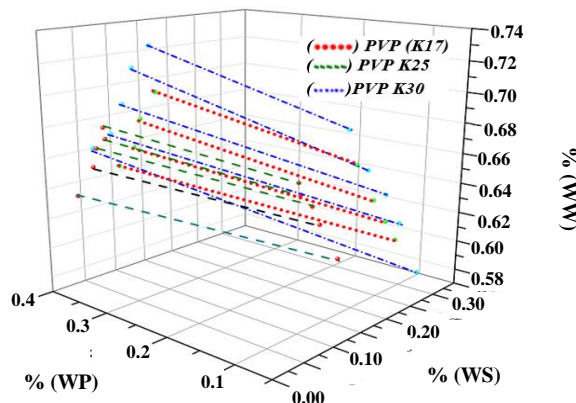 (●●●●●●●) PVP (K17)
(-----) PVP K25
(-··-··-··-)PVP K30
0.74
0.72
0.70
0.68
0.66
0.64
0.62
0.60
0.58
% (WW)
0.30
0.20
0.10
0.00
% (WS)
0.4
0.3
0.2
0.1
% (WP)